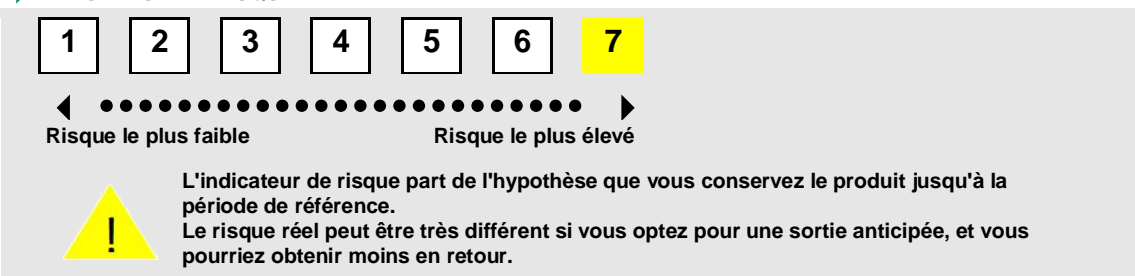 1 2 3 4 5 6 7
Risque le plus faible Risque le plus élevé
L'indicateur de risque part de l'hypothèse que vous conservez le produit jusqu'à la
période de référence.
Le risque réel peut être très différent si vous optez pour une sortie anticipée, et vous
pourriez obtenir moins en retour.
!